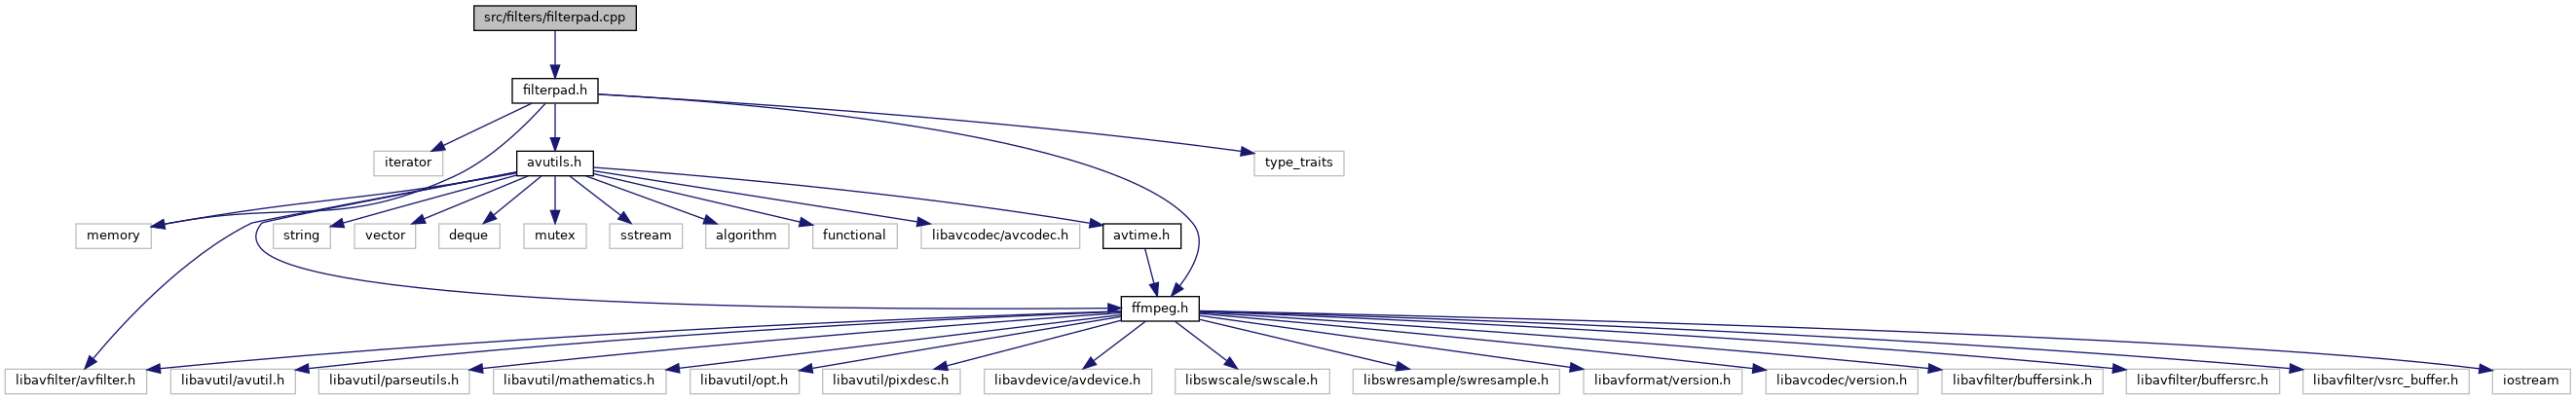 src/filters/filterpad.cpp
filterpad.h
iterator
avutils.h
type_traits
memory
string
vector
deque
mutex
sstream
algorithm
functional
libavcodec/avcodec.h
avtime.h
ffmpeg.h
libavfilter/avfilter.h
libavutil/avutil.h
libavutil/parseutils.h
libavutil/mathematics.h
libavutil/opt.h
libavutil/pixdesc.h
libavdevice/avdevice.h
libswscale/swscale.h
libswresample/swresample.h
libavformat/version.h
libavcodec/version.h
libavfilter/buffersink.h
libavfilter/buffersrc.h
libavfilter/vsrc_buffer.h
iostream